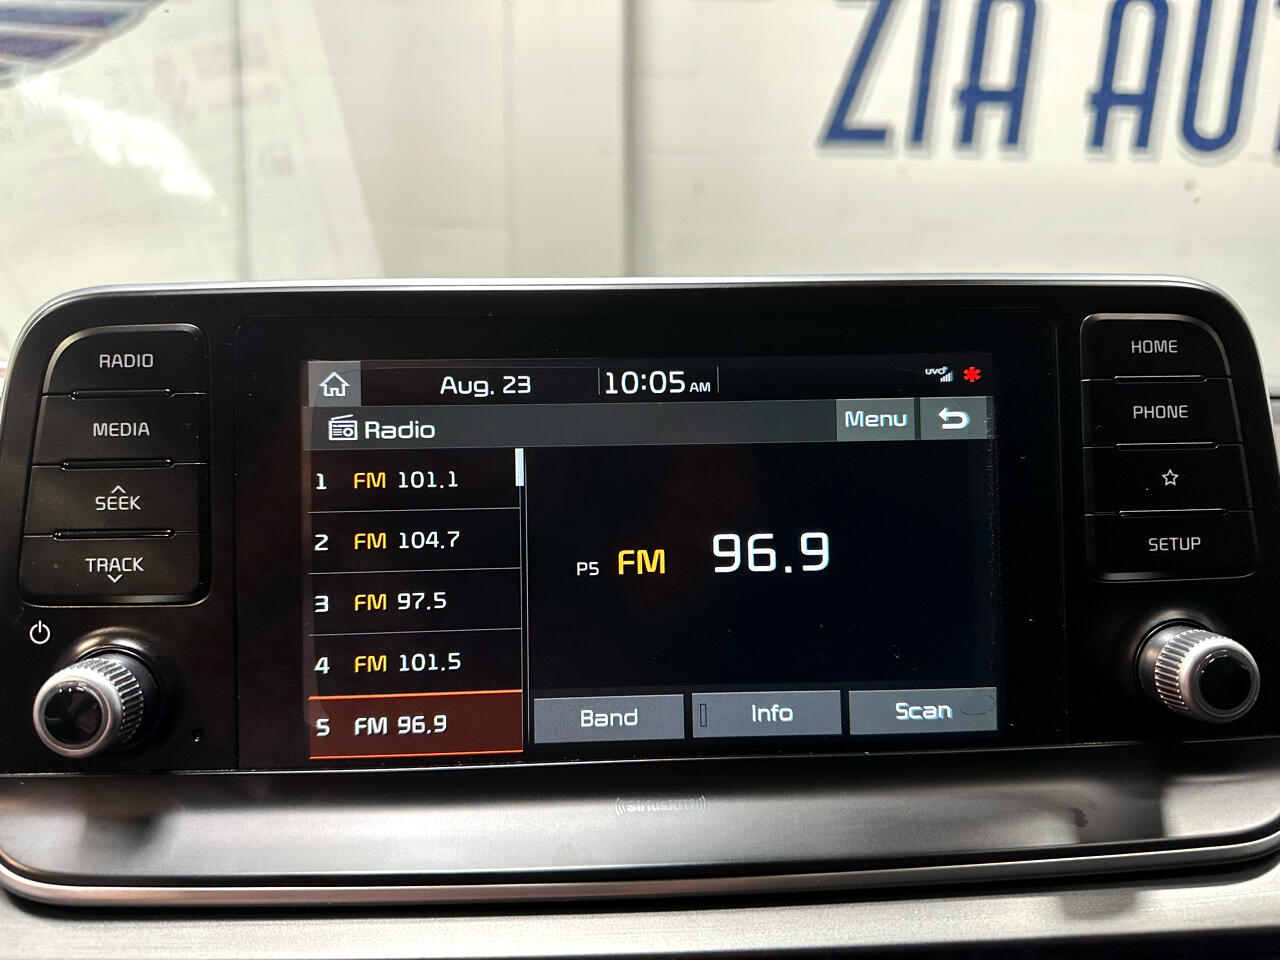 ZIA AU
RADIO
MEDIA
SEEK
TRACK
Aug. 23
10:05 AM
UVO
Radio
Menu
1 FM 101.1
2 FM 104.7
3 FM 97.5
4 FM 101.5
5 FM 96.9
P5 FM 96.9
Band
Info
Scan
HOME
PHONE
SETUP
((siriusxm))